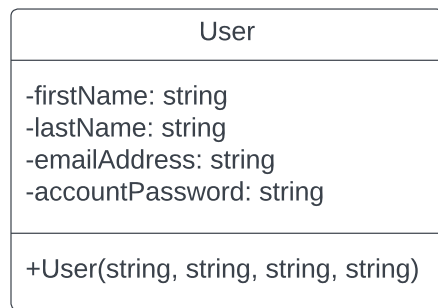 User
-firstName: string
-lastName: string
-emailAddress: string
-accountPassword: string
+User(string, string, string, string)